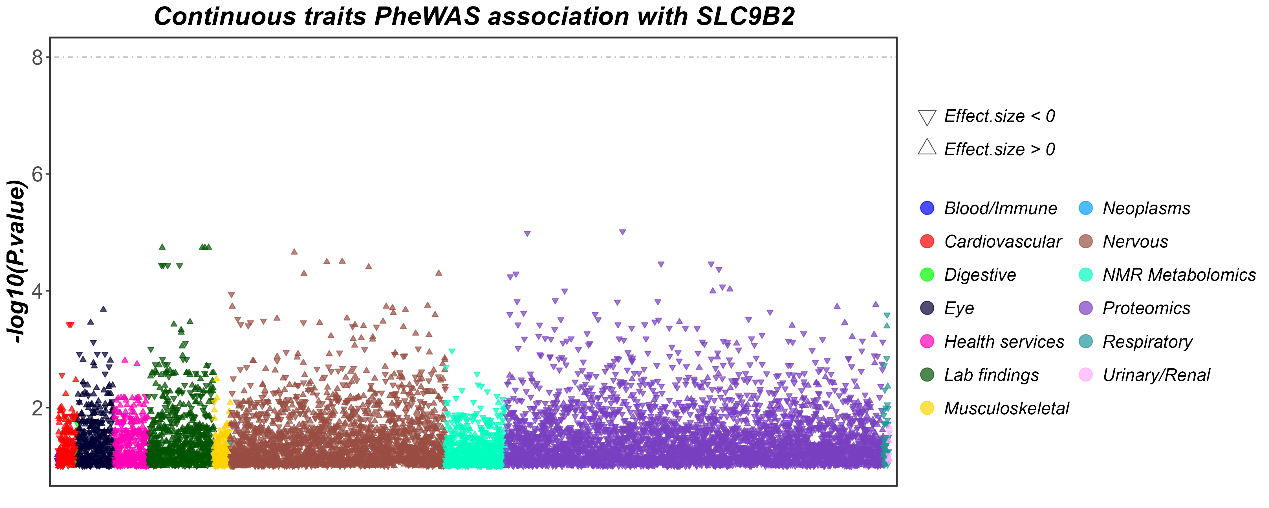 Continuous traits PheWAS association with SLC9B2
-log10(P.value)
8
6
4
2
Effect.size < 0
Effect.size > 0
Blood/Immune
Cardiovascular
Digestive
Eye
Health services
Lab findings
Musculoskeletal
Neoplasms
Nervous
NMR Metabolomics
Proteomics
Respiratory
Urinary/Renal